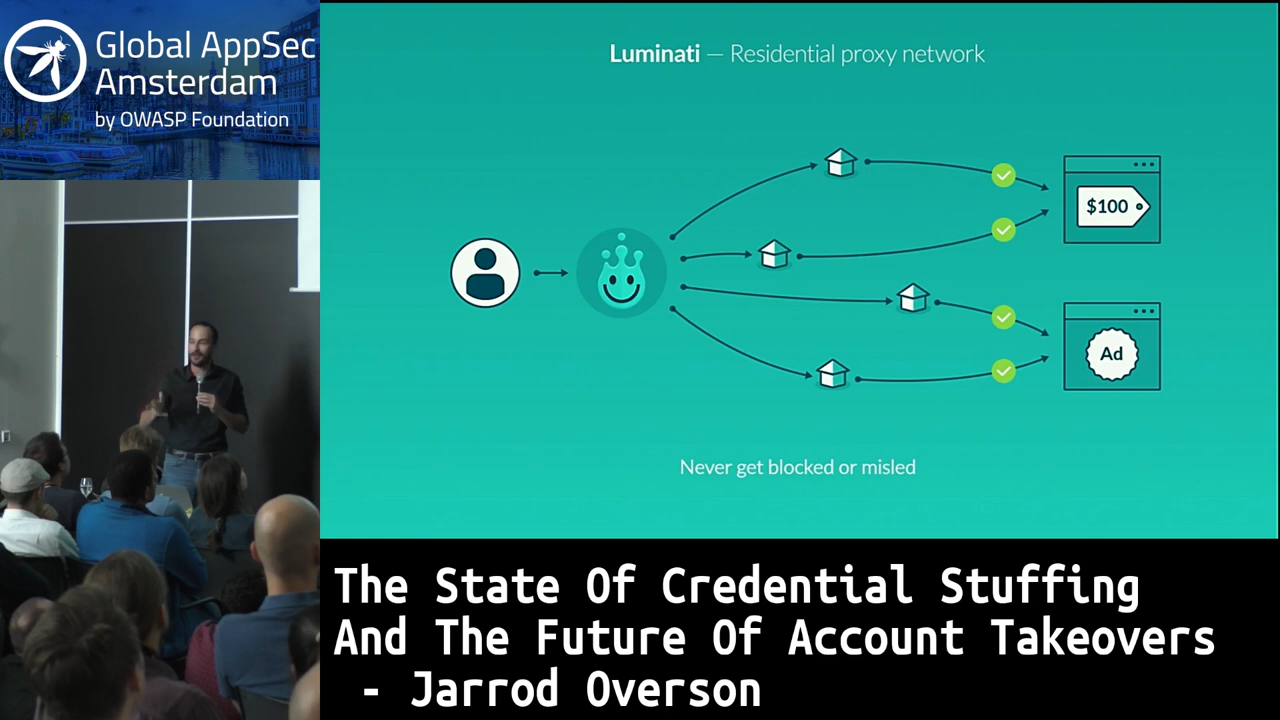 Global AppSec
Amsterdam
by OWASP Foundation
Luminati — Residential proxy network
$100
Ad
Never get blocked or misled
The State Of Credential Stuffing
And The Future Of Account Takeovers
- Jarrod Overson